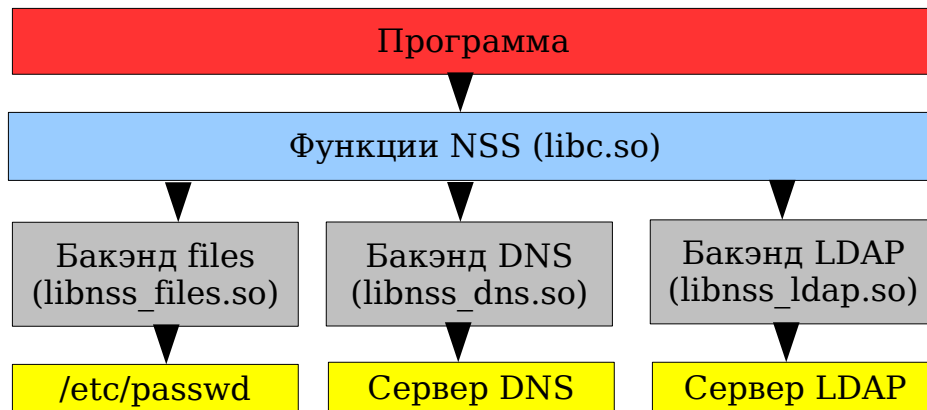 Программа
Функции NSS (libc.so)
Бакэнд files
(libnss_files.so)
Бакэнд DNS
(libnss_dns.so)
Бакэнд LDAP
(libnss_ldap.so)
/etc/passwd
Сервер DNS
Сервер LDAP